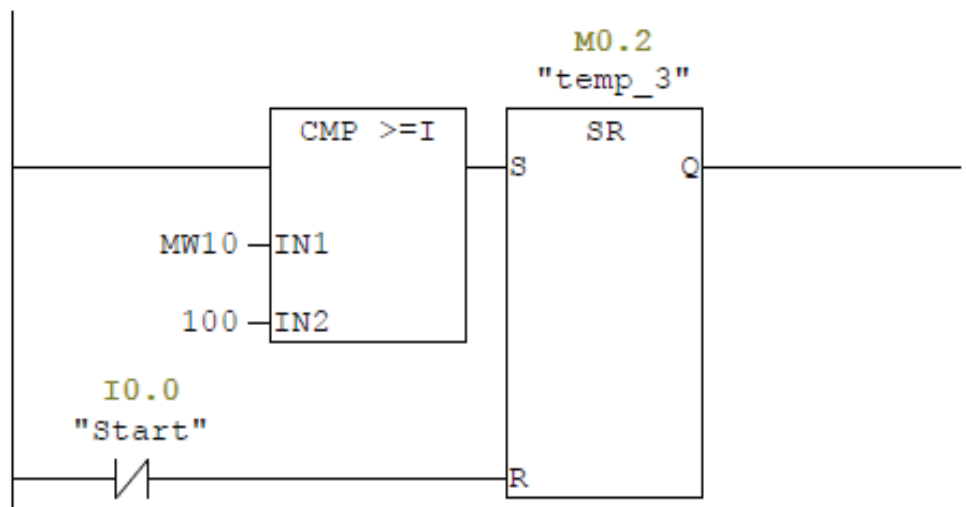 M0.2
"temp_3"
CMP >=I
SR
S
Q
MW10
IN1
100
IN2
I0.0
"Start"
R